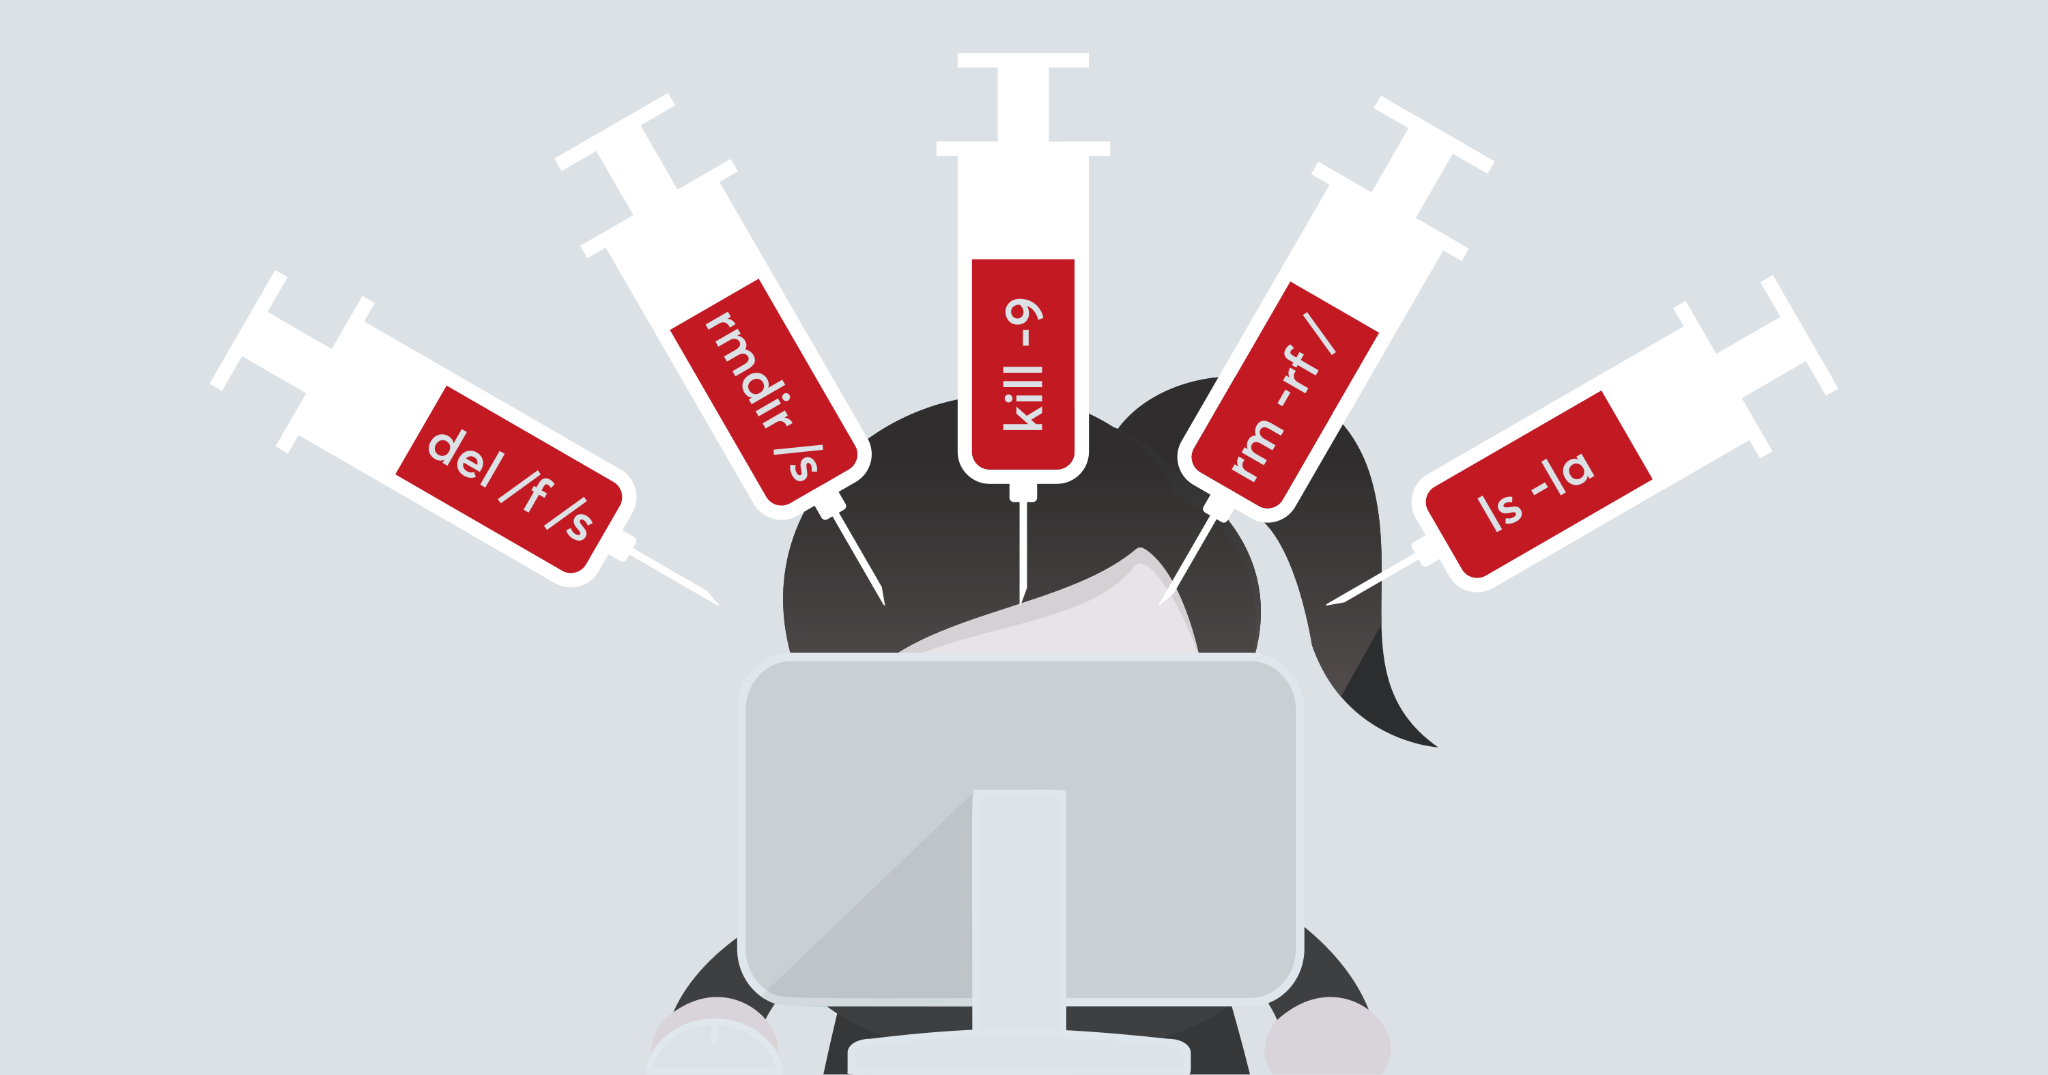 del /f /s
rmdir /s
kill -9
rm -rf /
ls -la